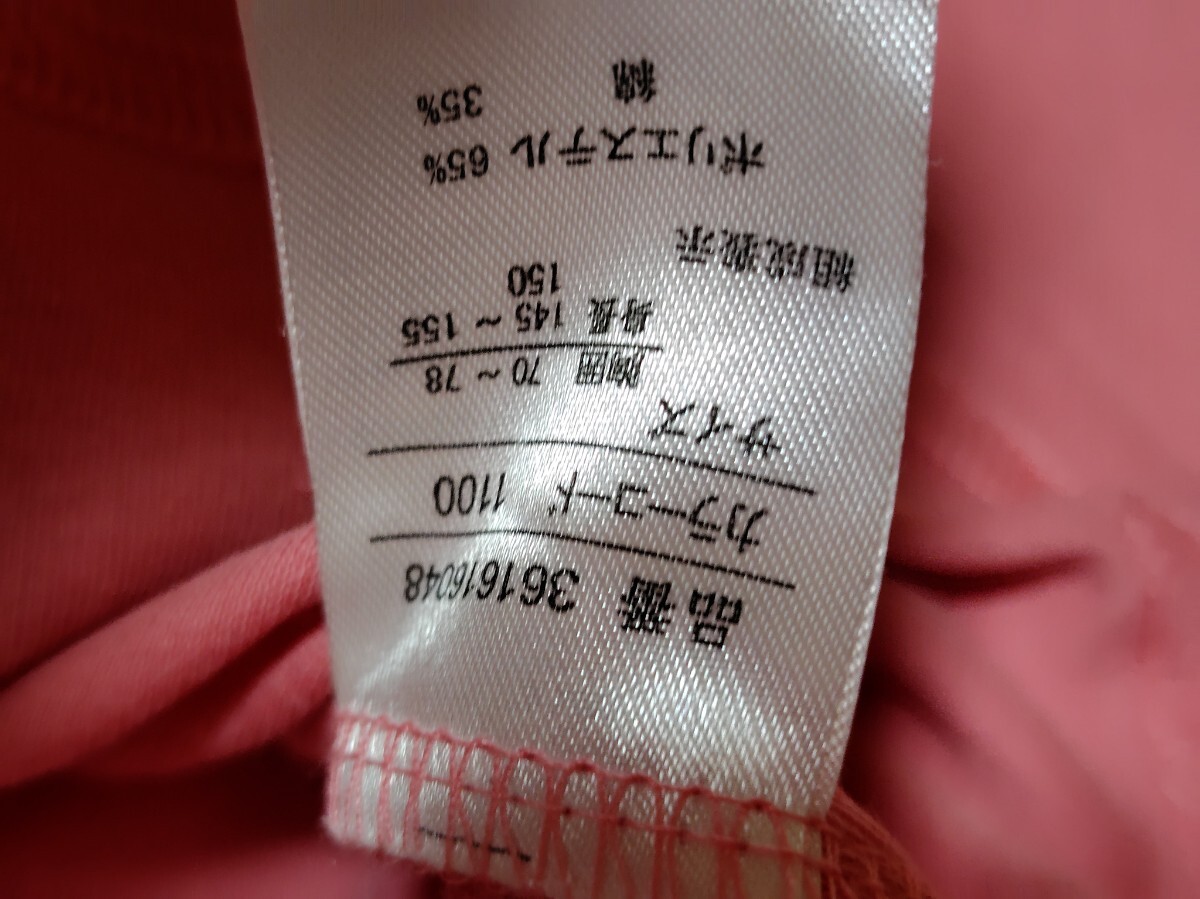 品番 361616048
カラーコード 1100
サイズ
胸囲 70～78
身長 145～155
150
組成表示
ポリエステル 65%
綿 35%